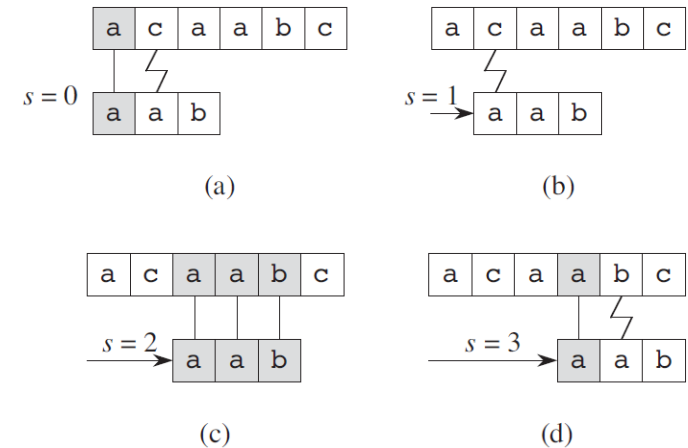 a c a a b c
s = 0
a a b
(a)
a c a a b c
s = 1
a a b
(b)
a c a a b c
s = 2
a a b
(c)
a c a a b c
s = 3
a a b
(d)